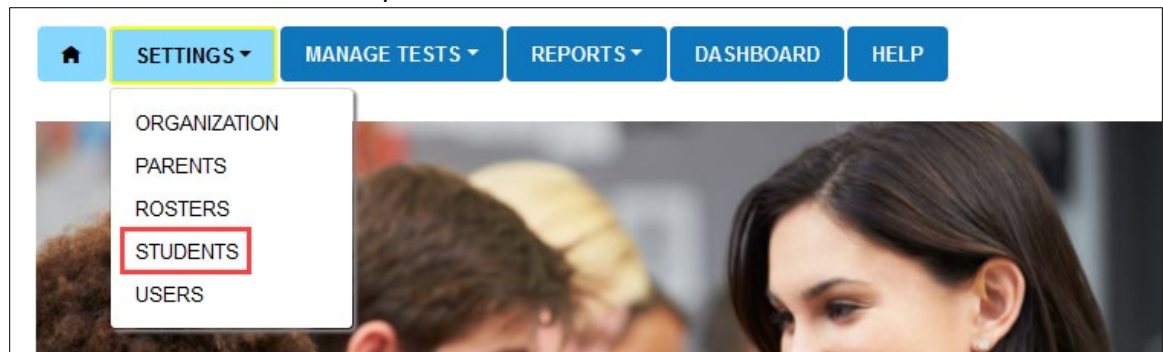 SETTINGS MANAGE TESTS REPORTS DASHBOARD HELP
ORGANIZATION
PARENTS
ROSTERS
STUDENTS
USERS